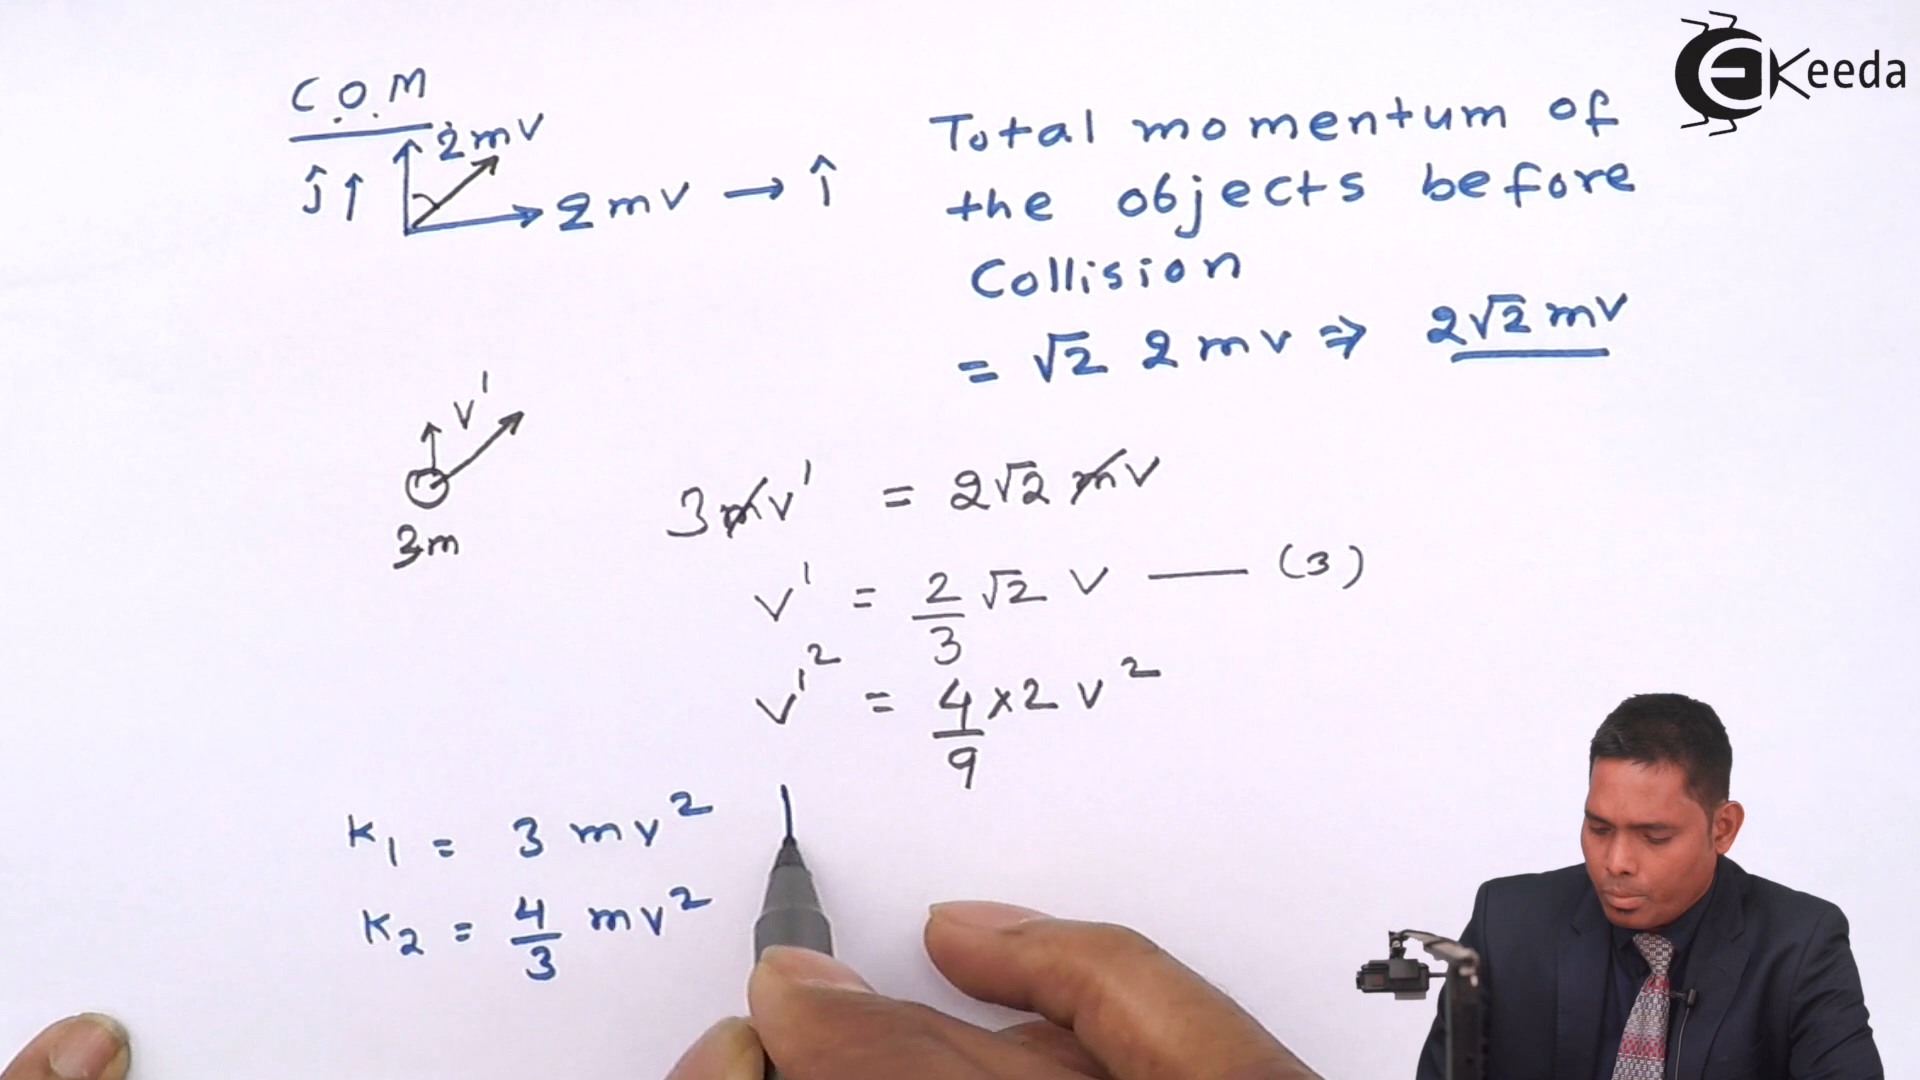 C.O.M
2mv
ĵ↑
2mv → î
v'
3m
Total momentum of
the objects before
Collision
= √2 2mv ⇒ 2√2 mv
3mv' = 2√2 mv
v' = 2/3 √2 v — (3)
v'² = 4/9 × 2 v²
K₁ = 3 mv²
K₂ = 4/3 mv²
EKeeda